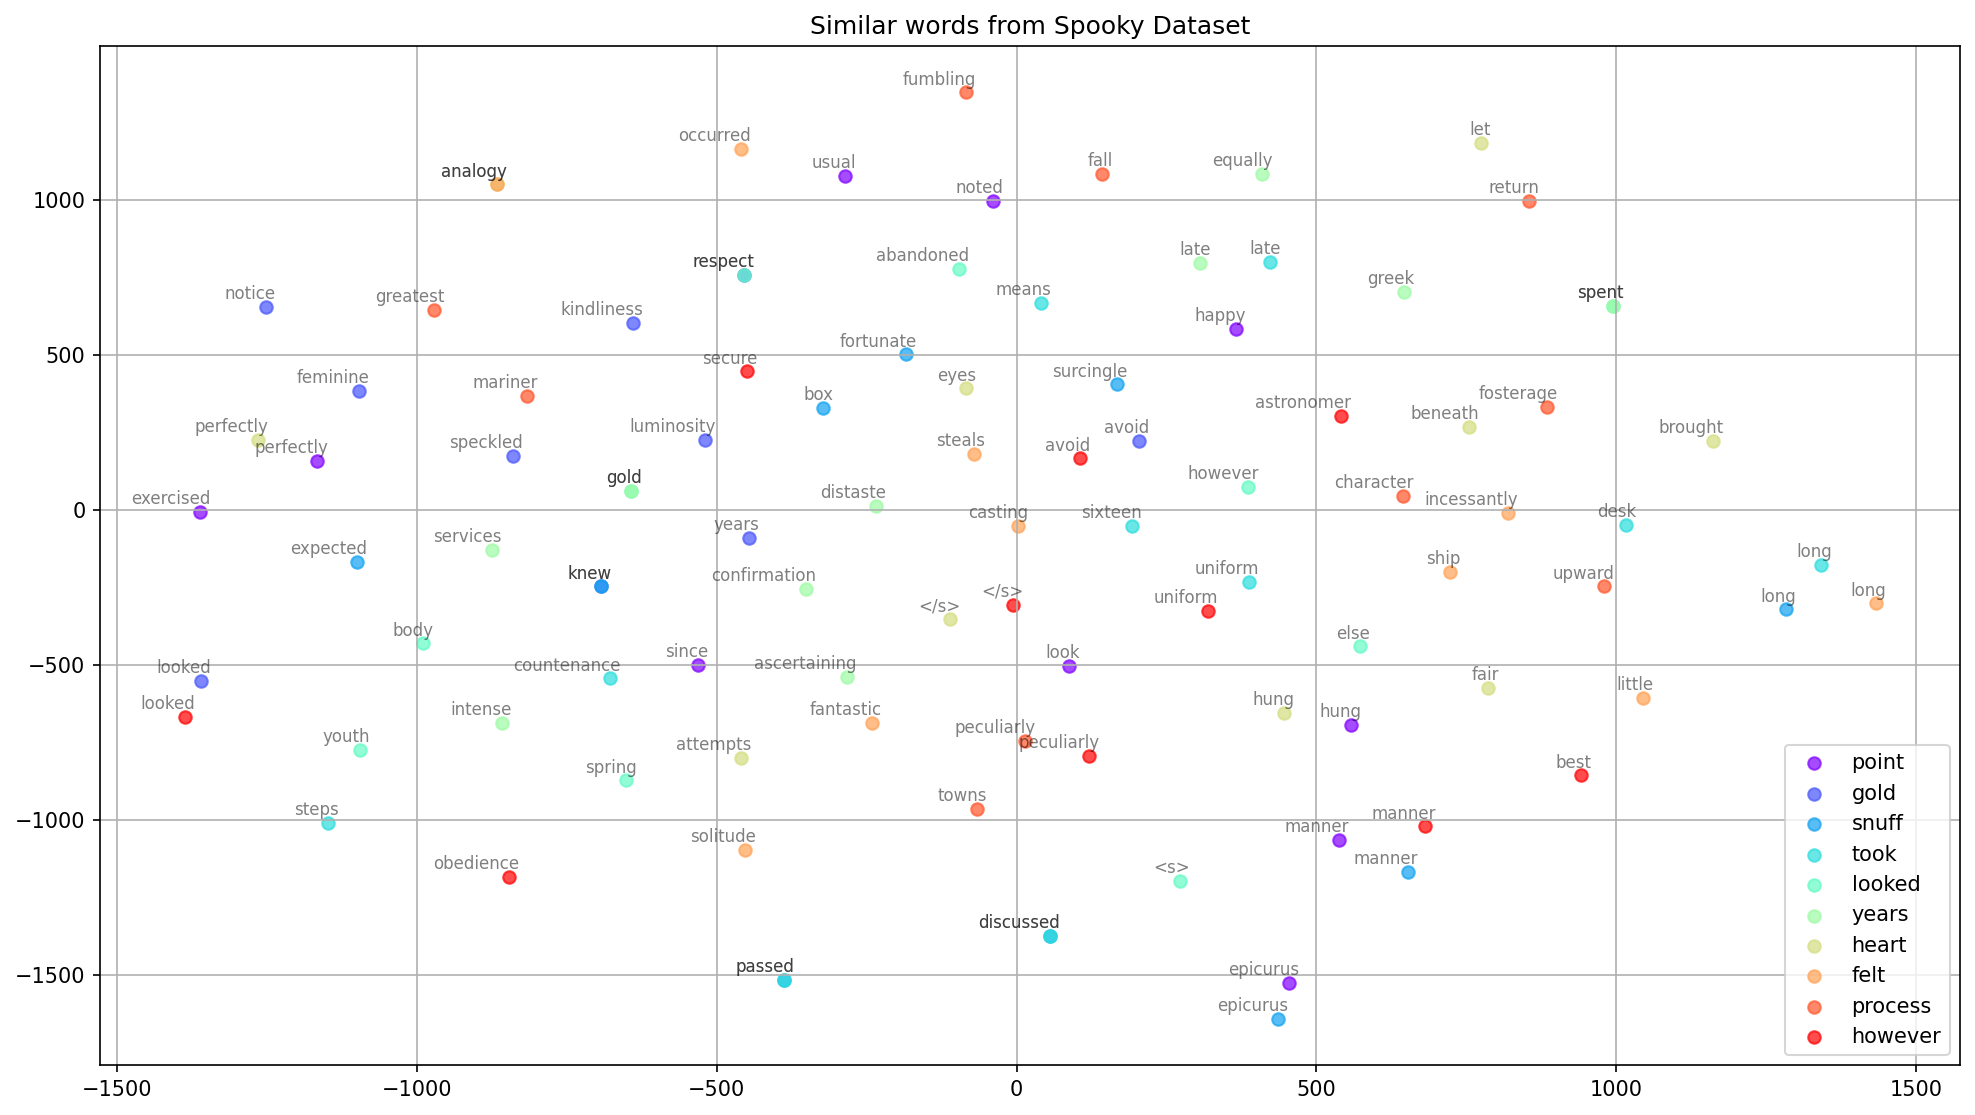 Similar words from Spooky Dataset
fumbling
occurred
let
usual
fall
equally
analogy
noted
return
1000
abandoned
late
late
respect
means
greek
notice
greatest
kindliness
happy
spent
500
fortunate
secure
feminine
mariner
box
eyes
surcingle
astronomer
fosterage
perfectly
perfectly
speckled
luminosity
steals
avoid
avoid
beneath
brought
gold
however
exercised
distaste
character
incessantly
0
services
years
casting
sixteen
desk
expected
knew
confirmation
uniform
ship
upward
long
</s>
</s>
uniform
long
long
body
since
look
else
−500
looked
countenance
ascertaining
fair
little
looked
intense
fantastic
hung
hung
youth
attempts
peculiarly
peculiarly
spring
best
steps
towns
manner
−1000
solitude
manner
obedience
<s>
manner
discussed
passed
epicurus
−1500
epicurus
point
gold
snuff
took
looked
years
heart
felt
process
however
−1500 −1000 −500 0 500 1000 1500